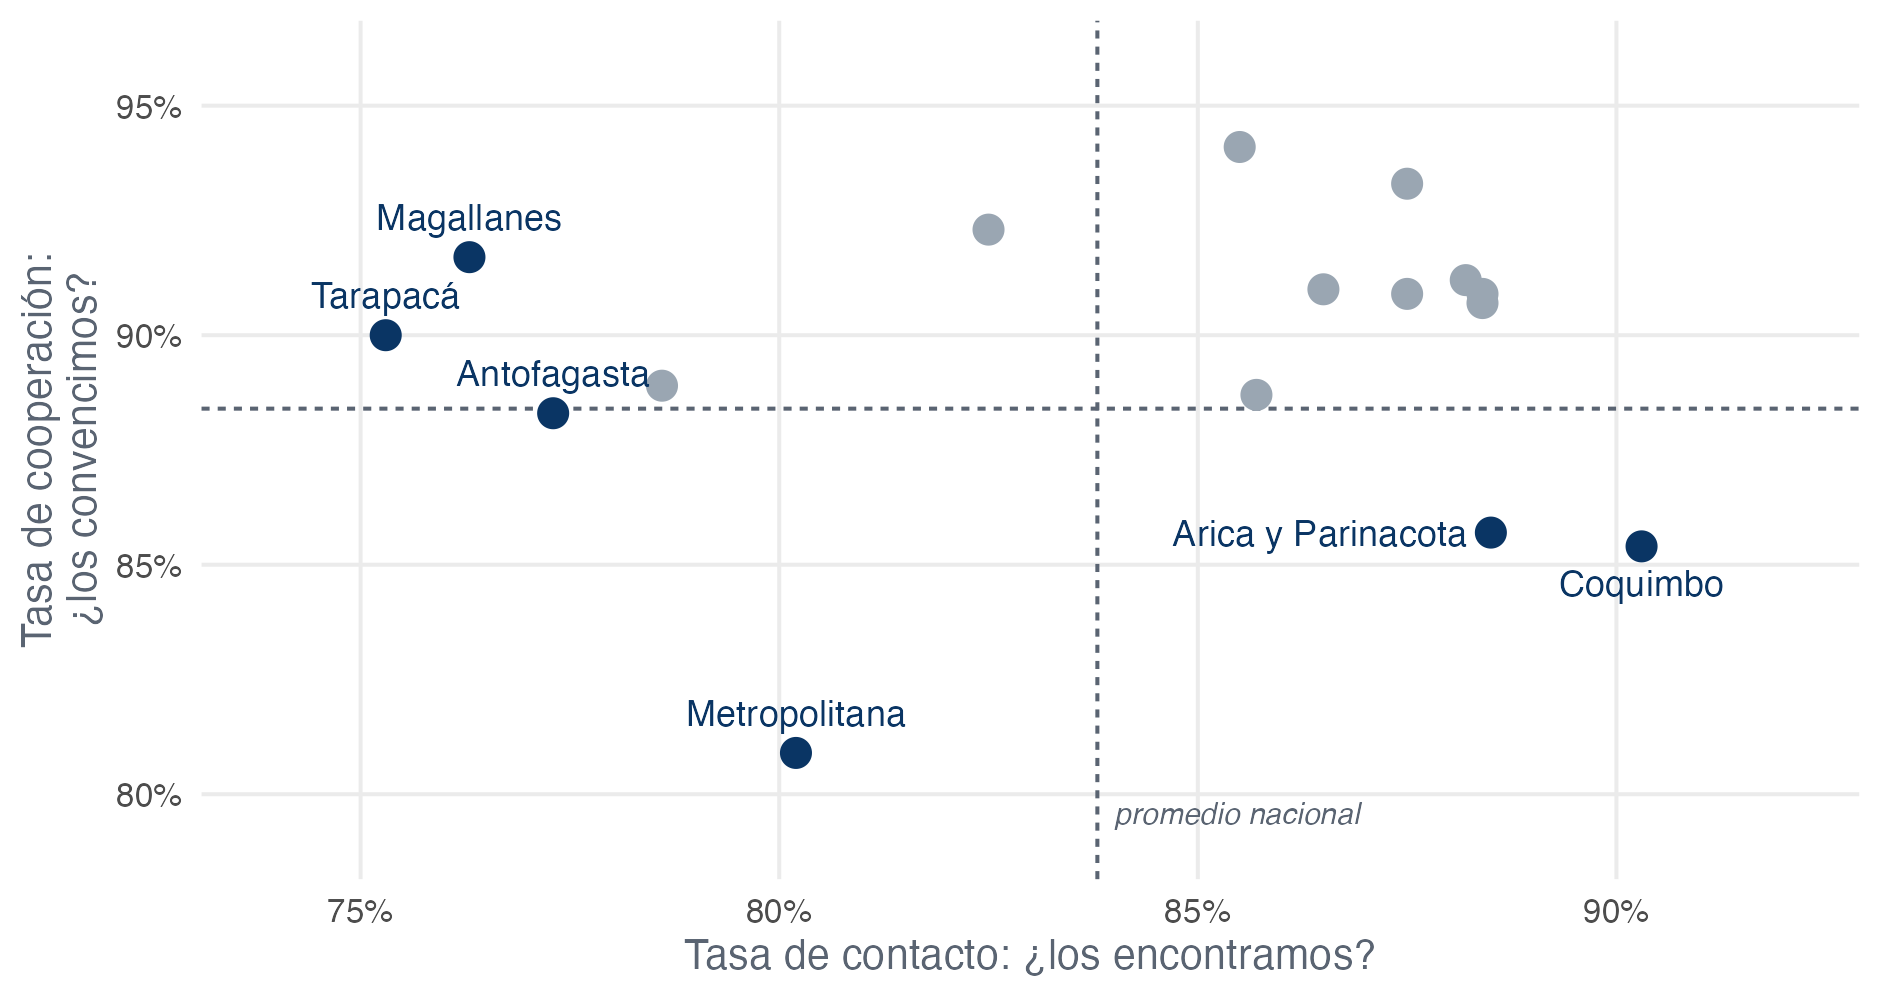 Tasa de cooperación:
¿los convencimos?
95%
90%
85%
80%
Magallanes
Tarapacá
Antofagasta
Arica y Parinacota
Coquimbo
Metropolitana
promedio nacional
75%
80%
85%
90%
Tasa de contacto: ¿los encontramos?